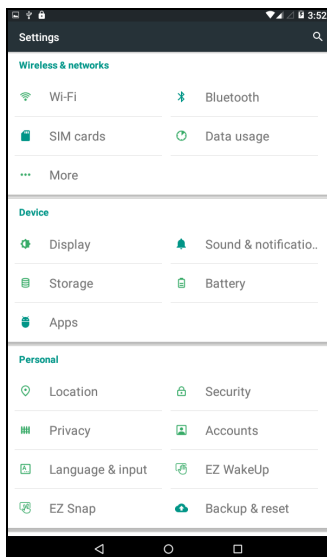 3:52
Settings
Wireless & networks
Wi-Fi Bluetooth
SIM cards Data usage
More
Device
Display Sound & notificatio..
Storage Battery
Apps
Personal
Location Security
Privacy Accounts
Language & input EZ WakeUp
EZ Snap Backup & reset